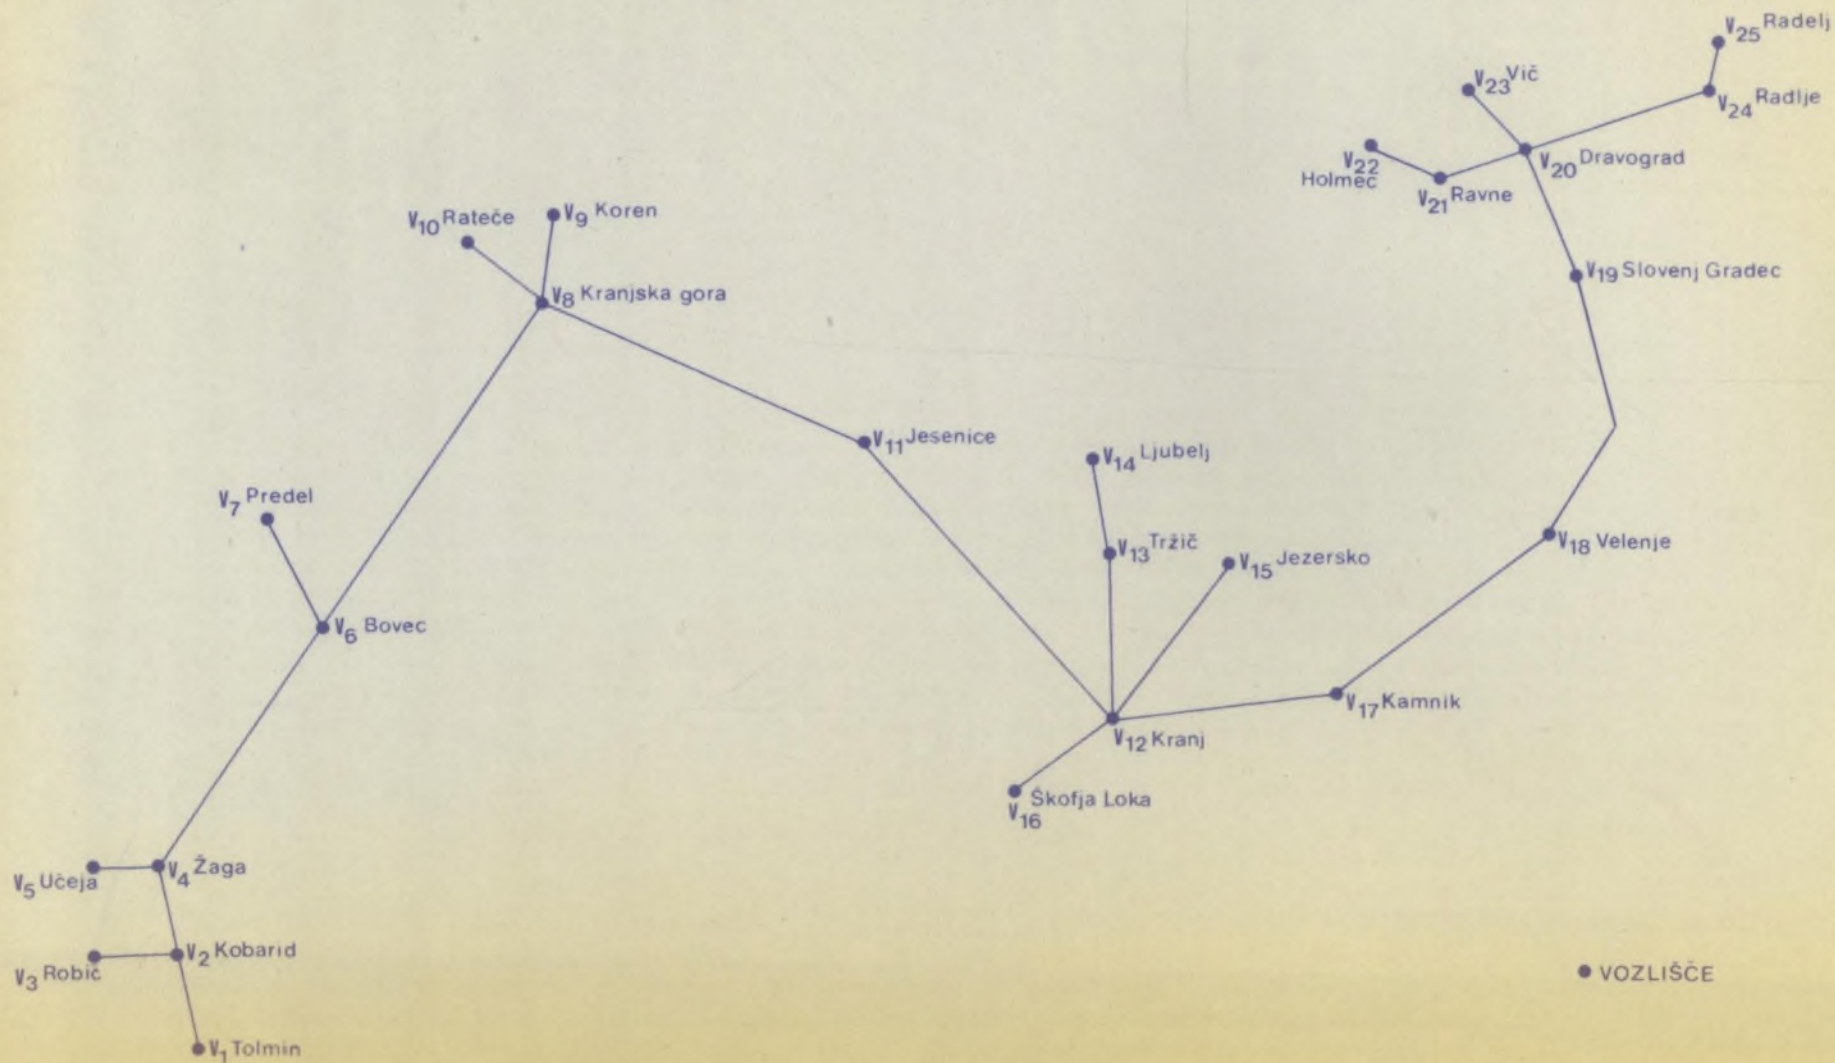 V25 Radelj
V23 Vič
V24 Radlje
V20 Dravograd
V22
Holmec
V21 Ravne
V10 Rateče
V9 Koren
V19 Slovenj Gradec
V8 Kranjska gora
V11 Jesenice
V14 Ljubelj
V7 Predel
V13 Tržič
V15 Jezersko
V18 Velenje
V6 Bovec
V17 Kamnik
V12 Kranj
Škofja Loka
V16
V5 Učeja
V4 Žaga
V3 Robič
V2 Kobarid
VOZLIŠČE
V1 Tolmin